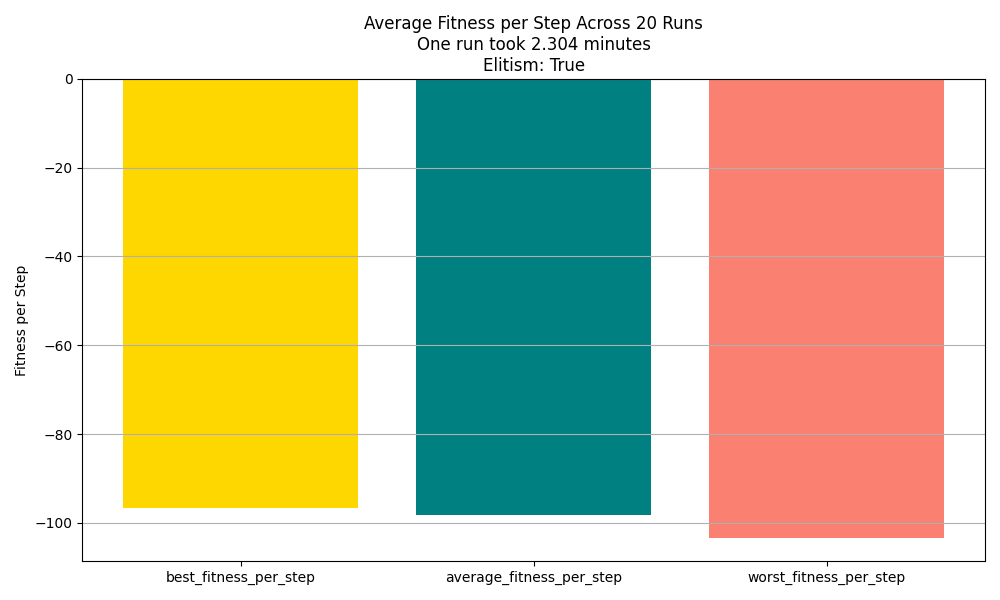 Average Fitness per Step Across 20 Runs
One run took 2.304 minutes
Elitism: True
Fitness per Step
0
−20
−40
−60
−80
−100
best_fitness_per_step
average_fitness_per_step
worst_fitness_per_step